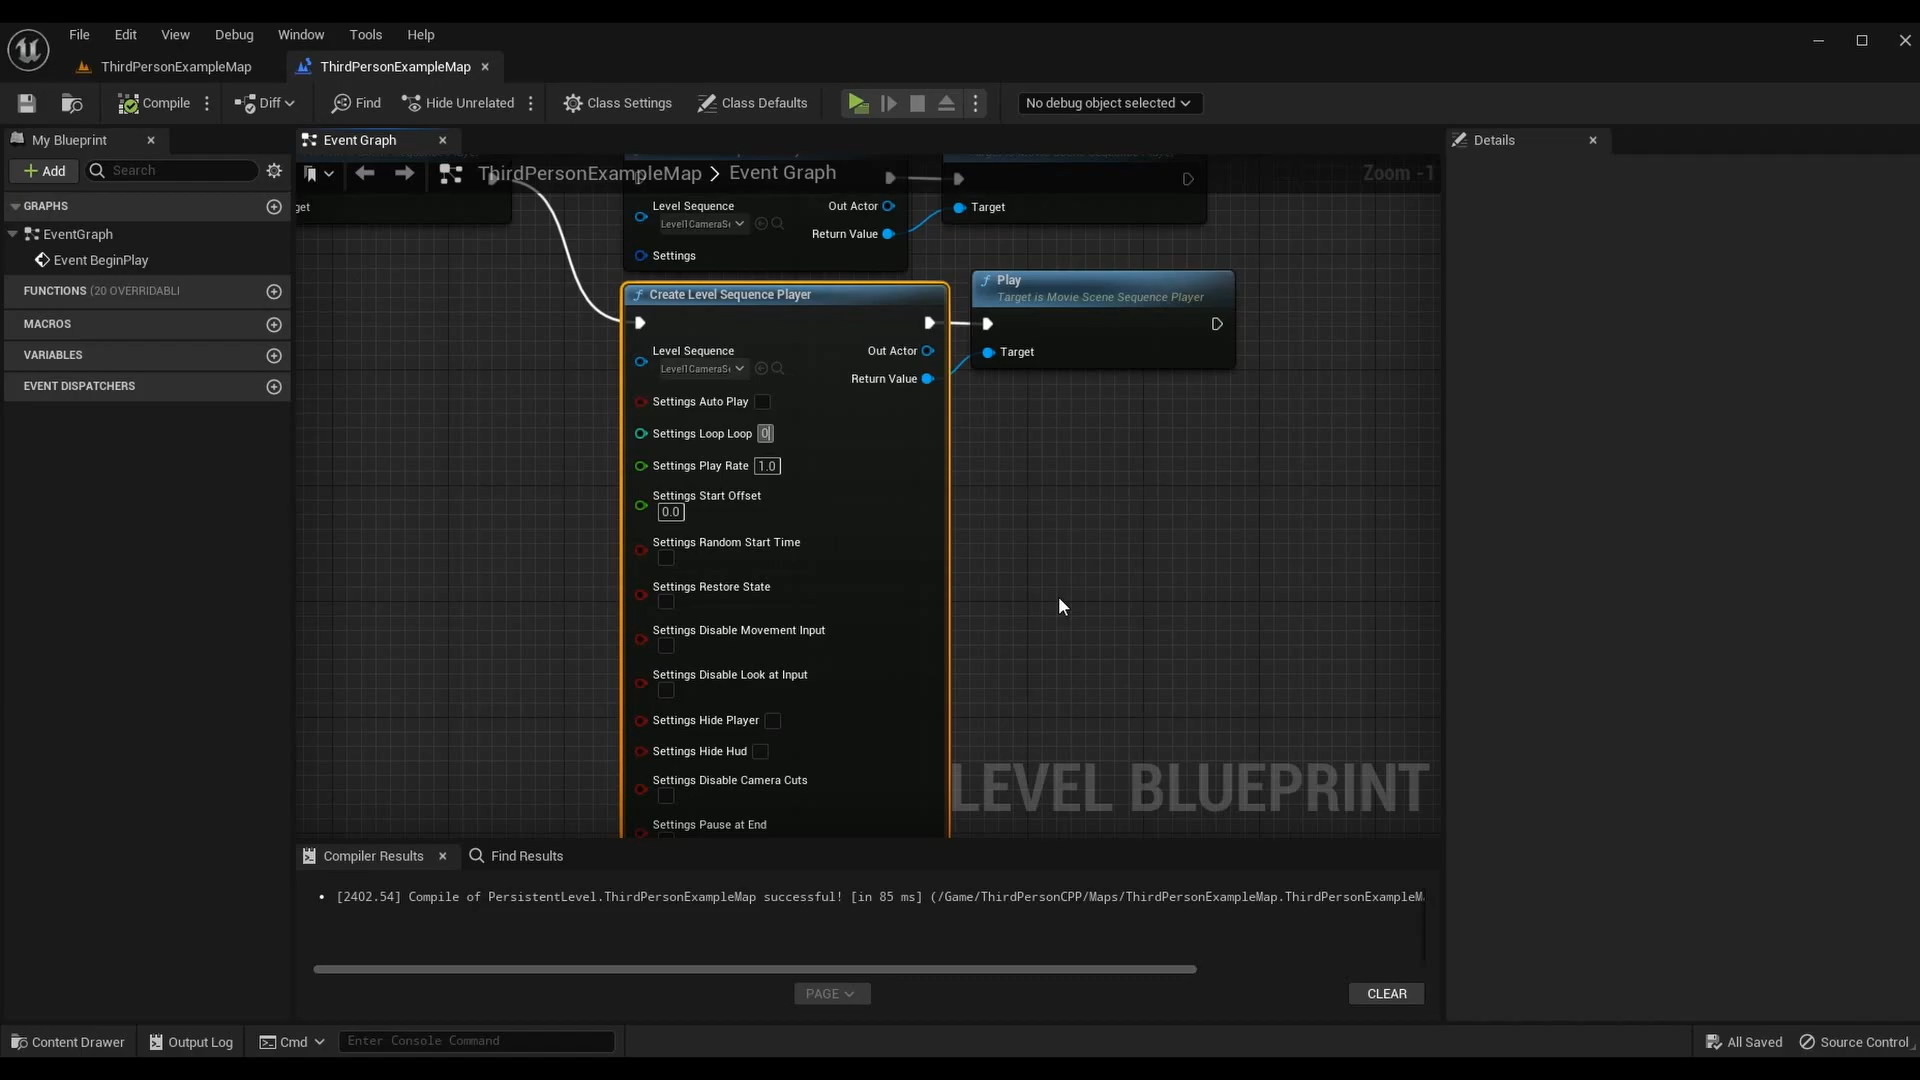 File Edit View Debug Window Tools Help
ThirdPersonExampleMap
ThirdPersonExampleMap
Compile
Diff
Find
Hide Unrelated
Class Settings
Class Defaults
No debug object selected
My Blueprint
Event Graph
Details
Add
Search
ThirdPersonExampleMap > Event Graph
Zoom -1
GRAPHS
EventGraph
Event BeginPlay
FUNCTIONS (20 OVERRIDABLI
MACROS
VARIABLES
EVENT DISPATCHERS
get
Level Sequence
Level1CameraS
Out Actor
Return Value
Settings
Target
Create Level Sequence Player
Level Sequence
Level1CameraS
Out Actor
Return Value
Settings Auto Play
Settings Loop Loop 0
Settings Play Rate 1.0
Settings Start Offset
0.0
Settings Random Start Time
Settings Restore State
Settings Disable Movement Input
Settings Disable Look at Input
Settings Hide Player
Settings Hide Hud
Settings Disable Camera Cuts
Settings Pause at End
Play
Target is Movie Scene Sequence Player
Target
LEVEL BLUEPRINT
Compiler Results
Find Results
[2402.54] Compile of PersistentLevel.ThirdPersonExampleMap successful! [in 85 ms] (/Game/ThirdPersonCPP/Maps/ThirdPersonExampleMap.ThirdPersonExampleM
PAGE
CLEAR
Content Drawer
Output Log
Cmd
Enter Console Command
All Saved
Source Control